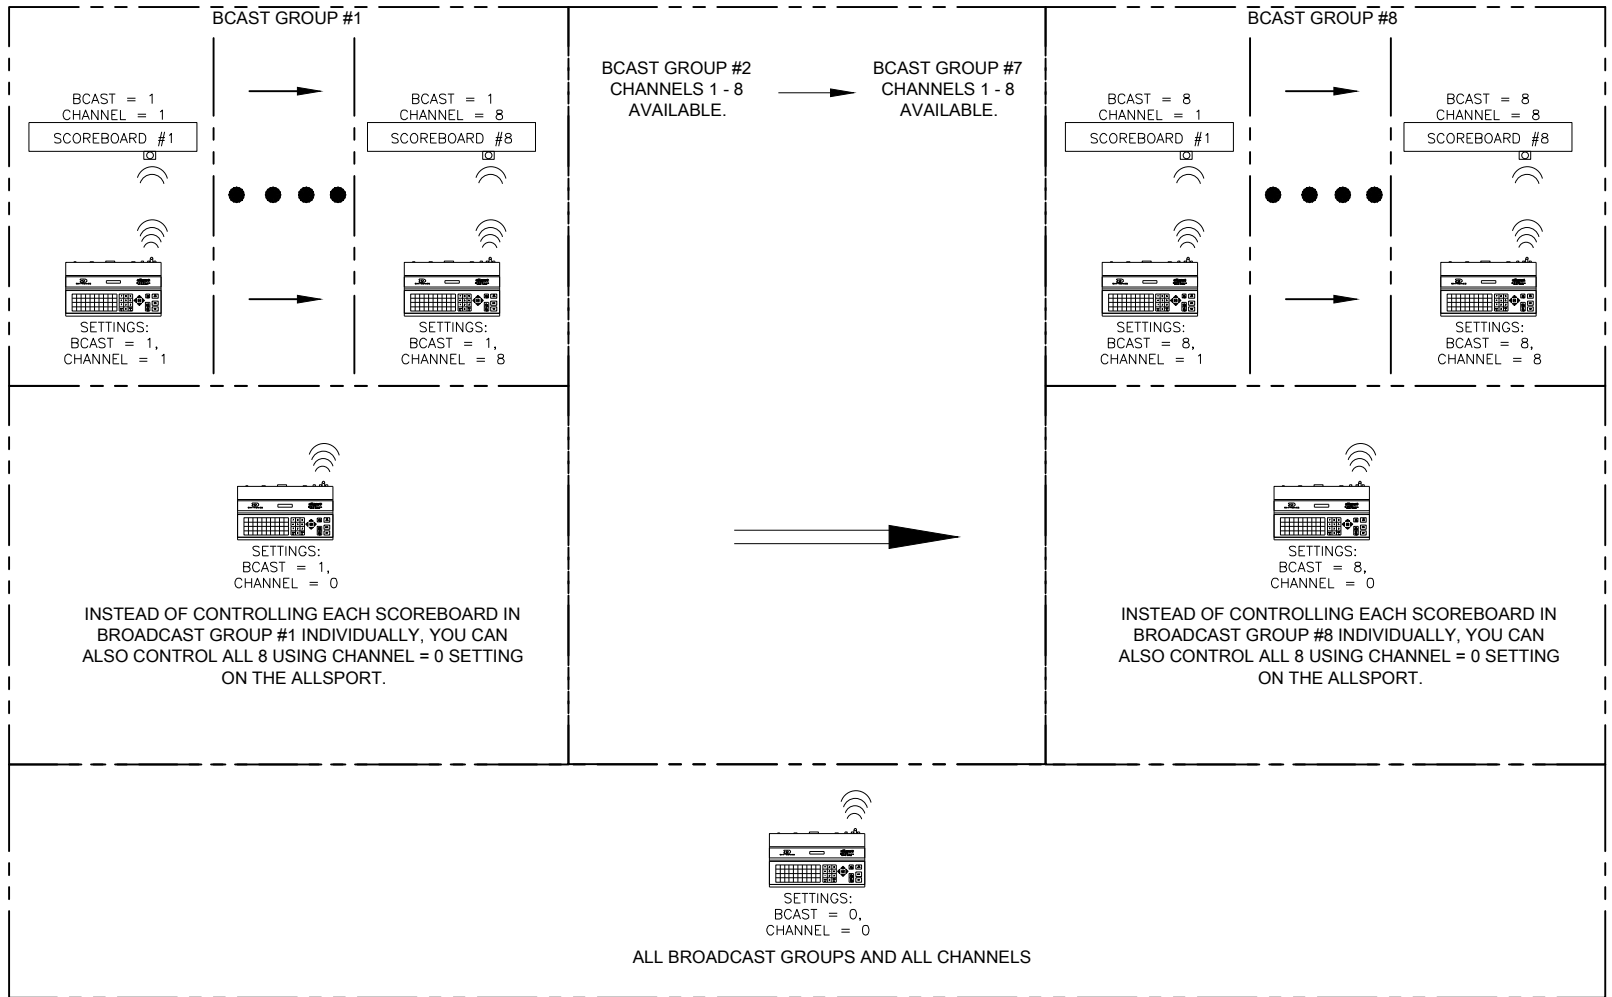 BCAST GROUP #1
BCAST = 1
CHANNEL = 1
SCOREBOARD #1
BCAST = 1
CHANNEL = 8
SCOREBOARD #8
SETTINGS:
BCAST = 1,
CHANNEL = 1
SETTINGS:
BCAST = 1,
CHANNEL = 8
BCAST GROUP #2
CHANNELS 1 - 8
AVAILABLE.
BCAST GROUP #7
CHANNELS 1 - 8
AVAILABLE.
BCAST GROUP #8
BCAST = 8
CHANNEL = 1
SCOREBOARD #1
BCAST = 8
CHANNEL = 8
SCOREBOARD #8
SETTINGS:
BCAST = 8,
CHANNEL = 1
SETTINGS:
BCAST = 8,
CHANNEL = 8
SETTINGS:
BCAST = 1,
CHANNEL = 0
INSTEAD OF CONTROLLING EACH SCOREBOARD IN
BROADCAST GROUP #1 INDIVIDUALLY, YOU CAN
ALSO CONTROL ALL 8 USING CHANNEL = 0 SETTING
ON THE ALLSPORT.
SETTINGS:
BCAST = 8,
CHANNEL = 0
INSTEAD OF CONTROLLING EACH SCOREBOARD IN
BROADCAST GROUP #8 INDIVIDUALLY, YOU CAN
ALSO CONTROL ALL 8 USING CHANNEL = 0 SETTING
ON THE ALLSPORT.
SETTINGS:
BCAST = 0,
CHANNEL = 0
ALL BROADCAST GROUPS AND ALL CHANNELS